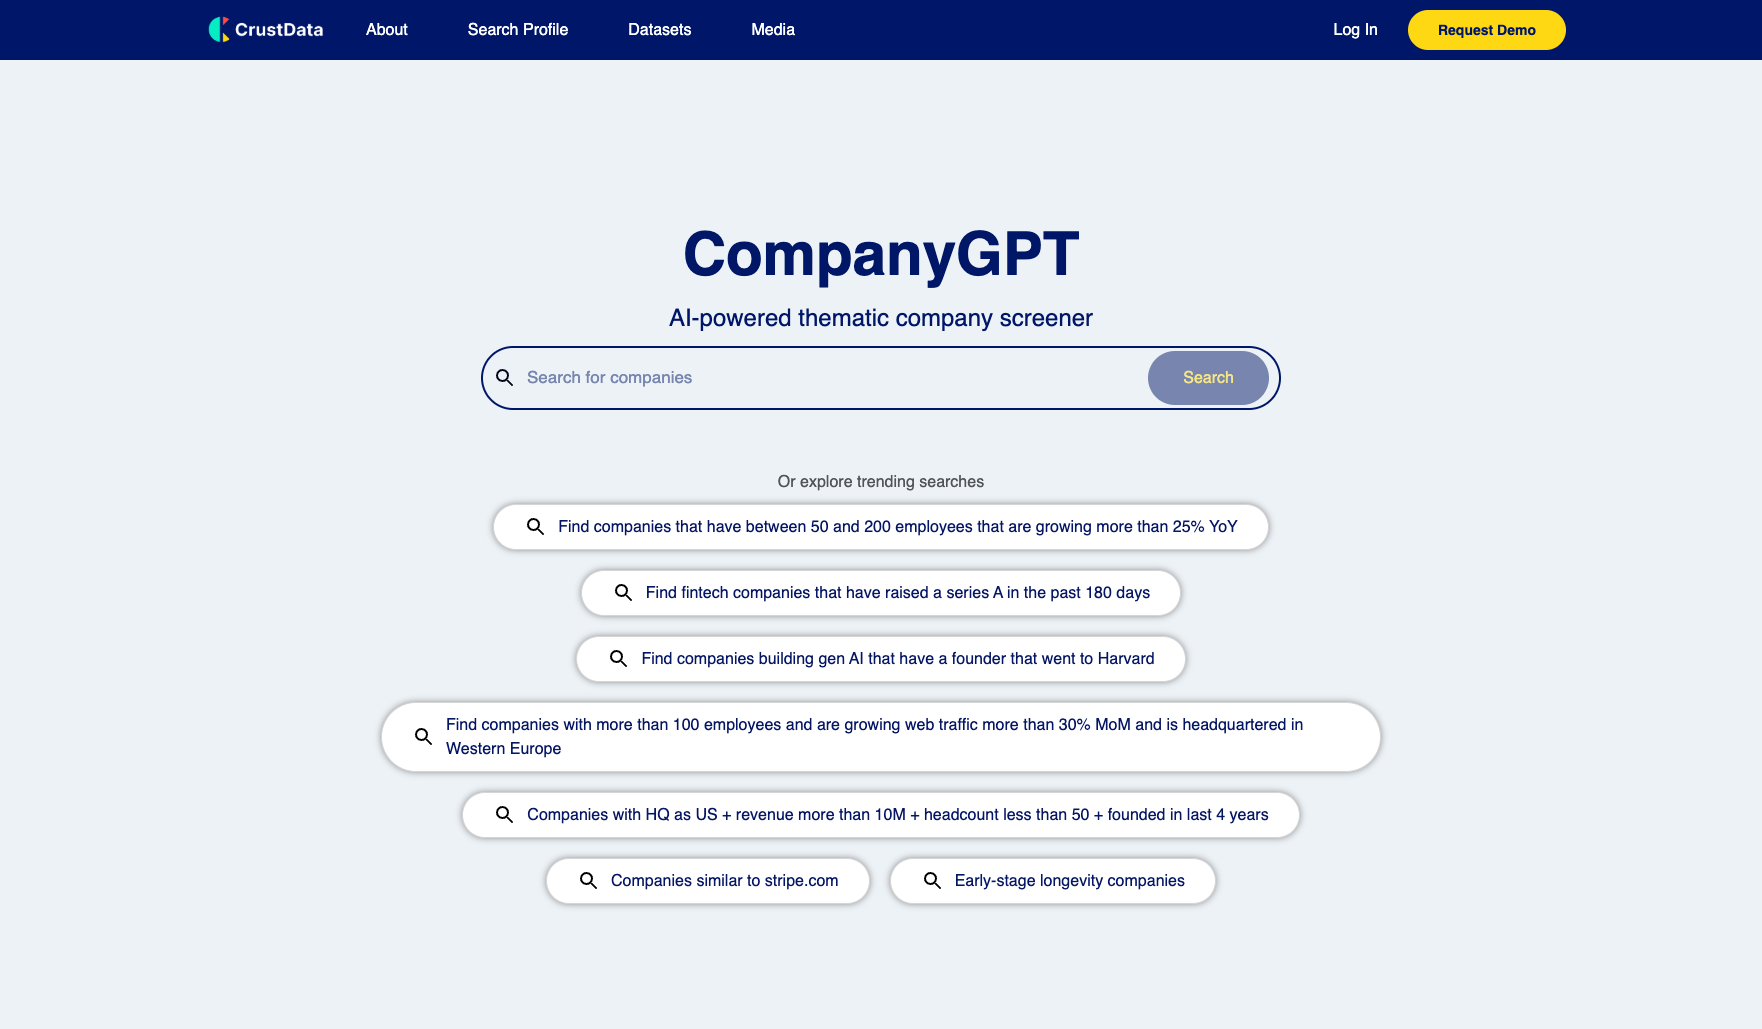 CrustData
About
Search Profile
Datasets
Media
Log In
Request Demo
CompanyGPT
AI-powered thematic company screener
Search for companies
Search
Or explore trending searches
Find companies that have between 50 and 200 employees that are growing more than 25% YoY
Find fintech companies that have raised a series A in the past 180 days
Find companies building gen AI that have a founder that went to Harvard
Find companies with more than 100 employees and are growing web traffic more than 30% MoM and is headquartered in
Western Europe
Companies with HQ as US + revenue more than 10M + headcount less than 50 + founded in last 4 years
Companies similar to stripe.com
Early-stage longevity companies